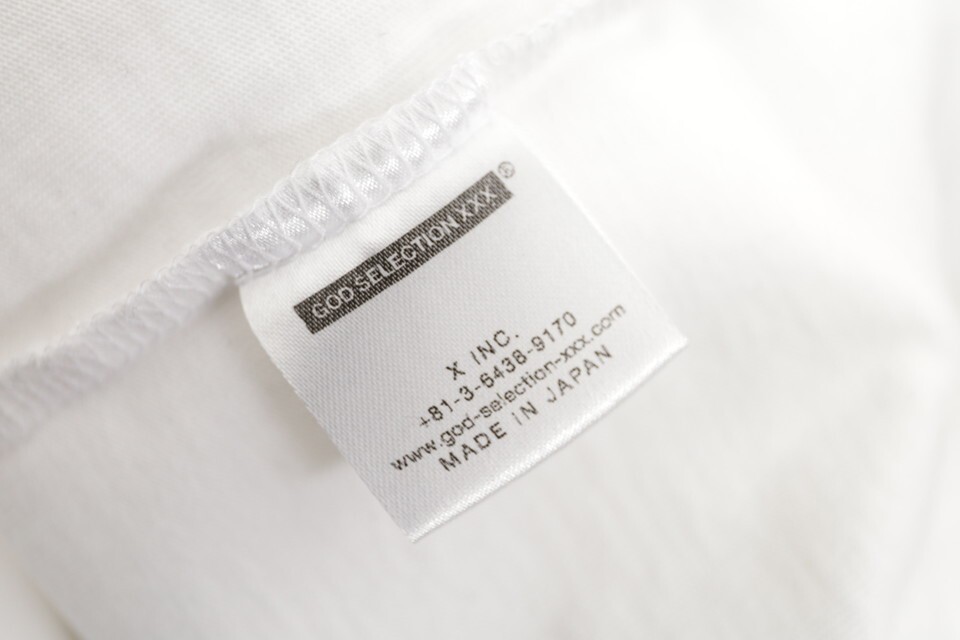 GOD SELECTION XXX®
X INC.
+81-3-6438-9170
www.god-selection-xxx.com
MADE IN JAPAN